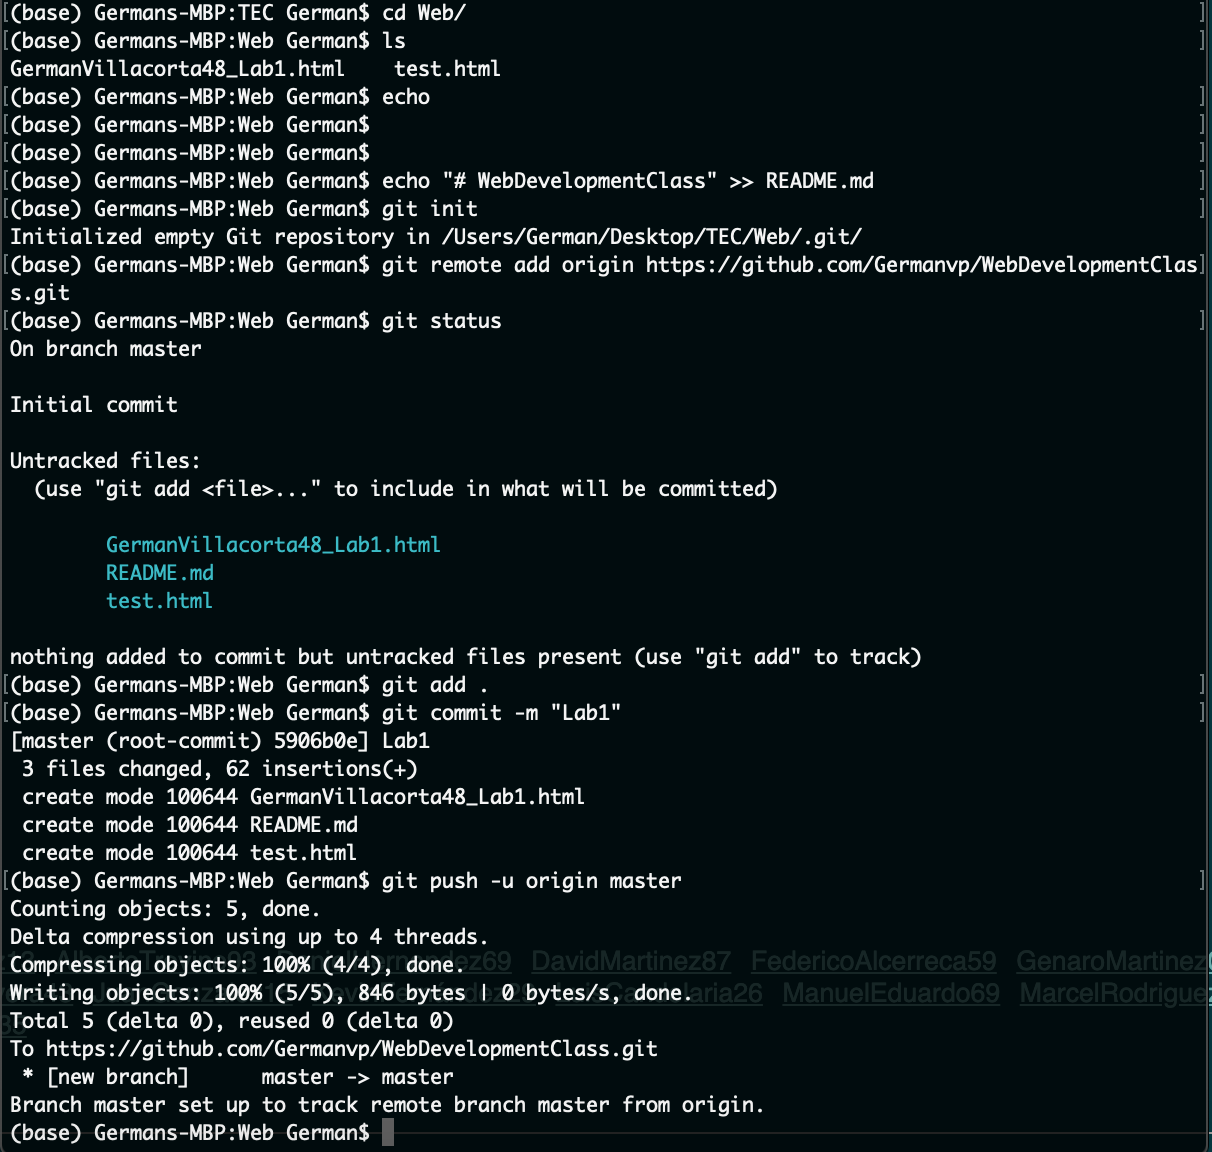 [(base) Germans-MBP:TEC German$ cd Web/ ]
[(base) Germans-MBP:Web German$ ls ]
GermanVillacorta48_Lab1.html    test.html
[(base) Germans-MBP:Web German$ echo ]
[(base) Germans-MBP:Web German$ ]
[(base) Germans-MBP:Web German$ ]
[(base) Germans-MBP:Web German$ echo "# WebDevelopmentClass" >> README.md ]
[(base) Germans-MBP:Web German$ git init ]
Initialized empty Git repository in /Users/German/Desktop/TEC/Web/.git/
[(base) Germans-MBP:Web German$ git remote add origin https://github.com/Germanvp/WebDevelopmentClas]
s.git
[(base) Germans-MBP:Web German$ git status ]
On branch master
Initial commit
Untracked files:
  (use "git add <file>..." to include in what will be committed)
        GermanVillacorta48_Lab1.html
        README.md
        test.html
nothing added to commit but untracked files present (use "git add" to track)
[(base) Germans-MBP:Web German$ git add . ]
[(base) Germans-MBP:Web German$ git commit -m "Lab1" ]
[master (root-commit) 5906b0e] Lab1
 3 files changed, 62 insertions(+)
 create mode 100644 GermanVillacorta48_Lab1.html
 create mode 100644 README.md
 create mode 100644 test.html
[(base) Germans-MBP:Web German$ git push -u origin master ]
Counting objects: 5, done.
Delta compression using up to 4 threads.
DavidMartinez87 FedericoAlcerreca59
Compressing objects: 100% (4/4), done.
Writing objects: 100% (5/5), 846 bytes | 0 bytes/s, done.
ManuelEduardo69
Total 5 (delta 0), reused 0 (delta 0)
To https://github.com/Germanvp/WebDevelopmentClass.git
 * [new branch]      master -> master
Branch master set up to track remote branch master from origin.
(base) Germans-MBP:Web German$